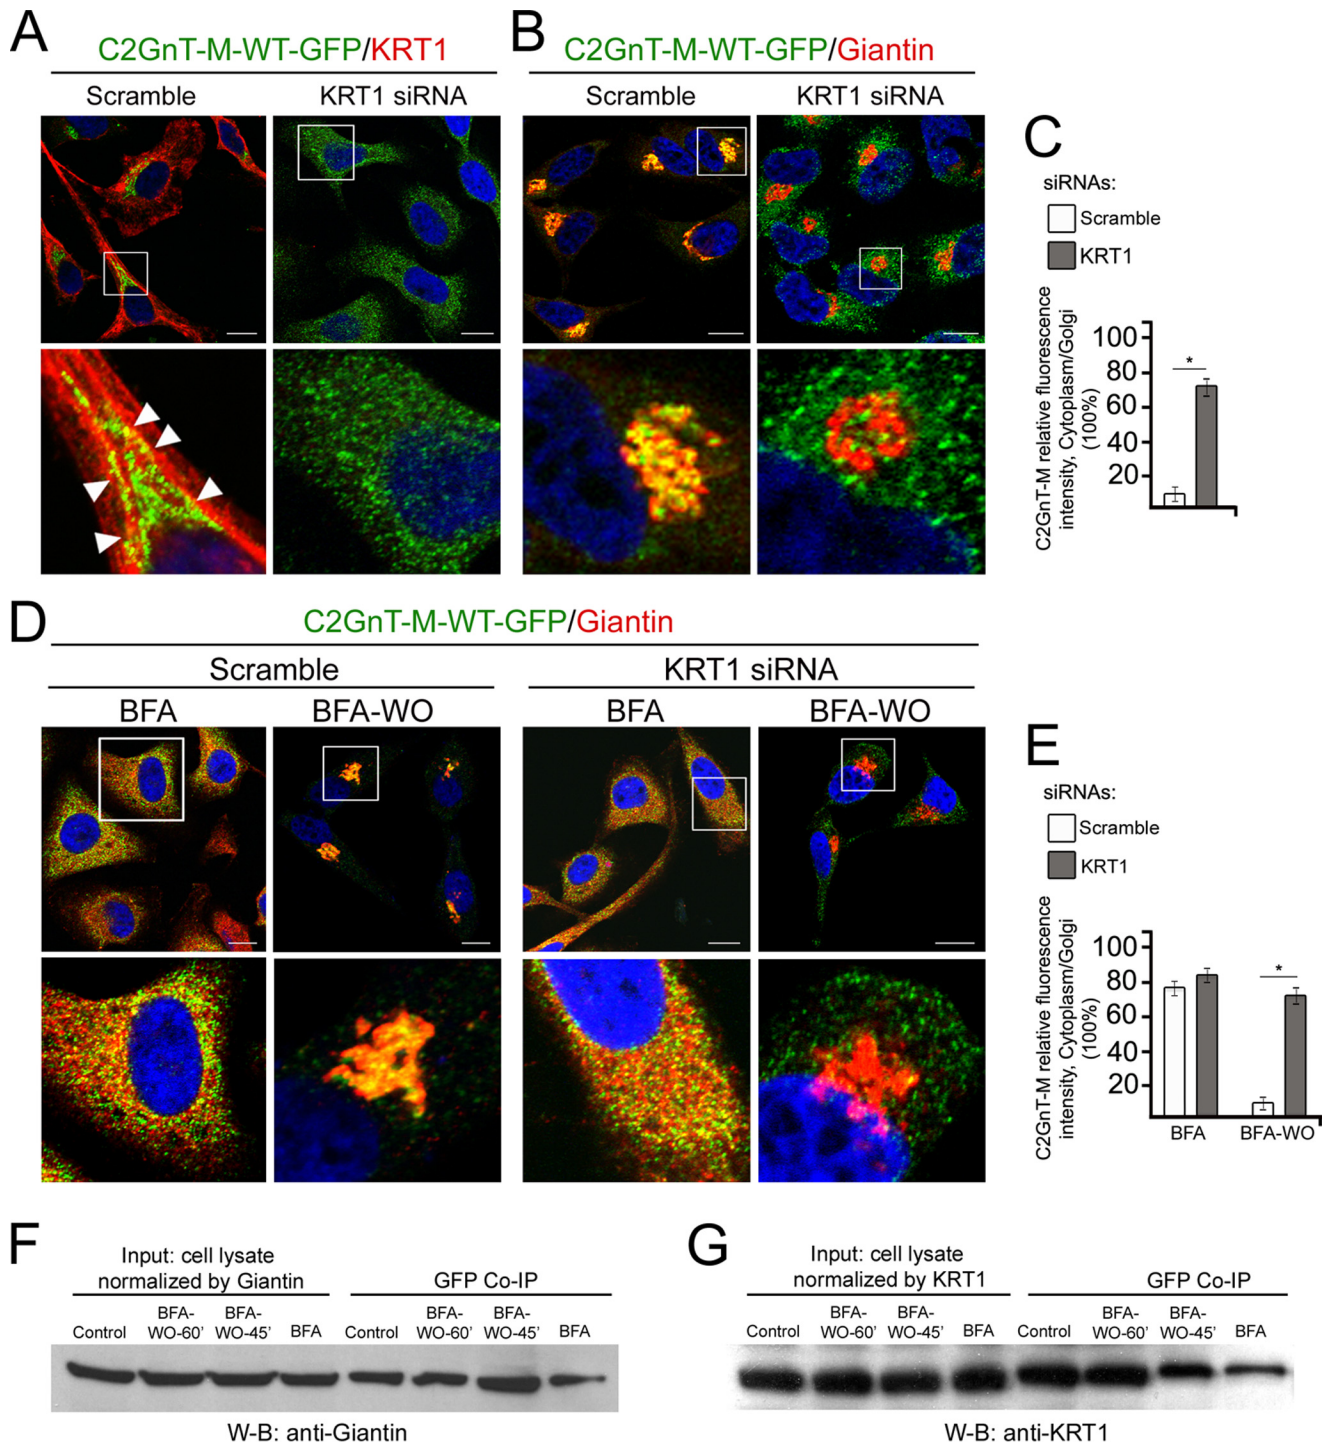 A
C2GnT-M-WT-GFP/KRT1
Scramble
KRT1 siRNA
B
C2GnT-M-WT-GFP/Giantin
Scramble
KRT1 siRNA
C
siRNAs:
Scramble
KRT1
C2GnT-M relative fluorescence
intensity, Cytoplasm/Golgi
(100%)
100
80
60
40
20
*
D
C2GnT-M-WT-GFP/Giantin
Scramble
KRT1 siRNA
BFA
BFA-WO
BFA
BFA-WO
E
siRNAs:
Scramble
KRT1
C2GnT-M relative fluorescence
intensity, Cytoplasm/Golgi
(100%)
100
80
60
40
20
*
BFA
BFA-WO
F
Input: cell lysate
normalized by Giantin
GFP Co-IP
Control
BFA-
WO-60'
BFA-
WO-45'
BFA
Control
BFA-
WO-60'
BFA-
WO-45'
BFA
W-B: anti-Giantin
G
Input: cell lysate
normalized by KRT1
GFP Co-IP
Control
BFA-
WO-60'
BFA-
WO-45'
BFA
Control
BFA-
WO-60'
BFA-
WO-45'
BFA
W-B: anti-KRT1